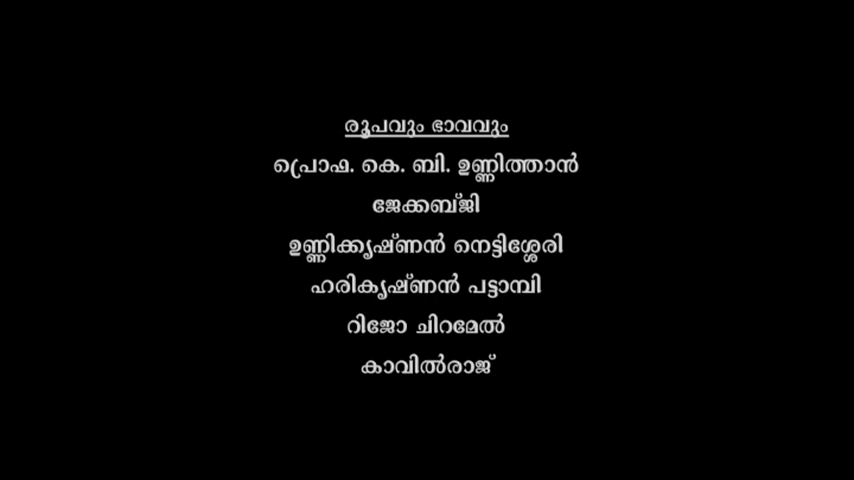 രൂപവും ഭാവവും
പ്രൊഫ. കെ. ബി. ഉണ്ണിത്താൻ
ജേക്കബ്ജി
ഉണ്ണിക്കൃഷ്ണൻ നെട്ടിശ്ശേരി
ഹരികൃഷ്ണൻ പട്ടാമ്പി
റിജോ ചിറമേൽ
കാവിൽരാജ്